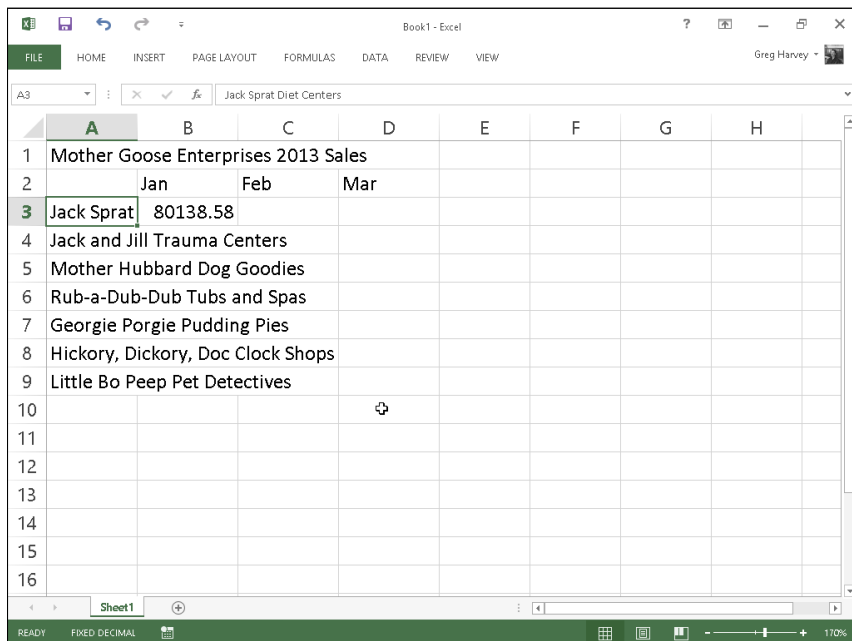 Book1 - Excel
?
FILE HOME INSERT PAGE LAYOUT FORMULAS DATA REVIEW VIEW Greg Harvey
A3 fx Jack Sprat Diet Centers
A B C D E F G H
1 Mother Goose Enterprises 2013 Sales
2 Jan Feb Mar
3 Jack Sprat 80138.58
4 Jack and Jill Trauma Centers
5 Mother Hubbard Dog Goodies
6 Rub-a-Dub-Dub Tubs and Spas
7 Georgie Porgie Pudding Pies
8 Hickory, Dickory, Doc Clock Shops
9 Little Bo Peep Pet Detectives
10
11
12
13
14
15
16
Sheet1
READY FIXED DECIMAL 170%